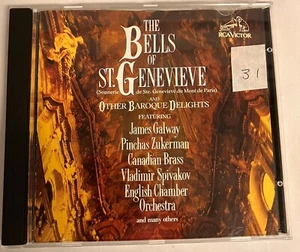 THE
BELLS
OF
ST. GENEVIEVE
(Sonnerie de Ste. Geneviève du Mont de Paris)
AND
OTHER BAROQUE DELIGHTS
FEATURING
James Galway
Pinchas Zukerman
Canadian Brass
Vladimir Spivakov
English Chamber
Orchestra
and many others
RCA VICTOR
31